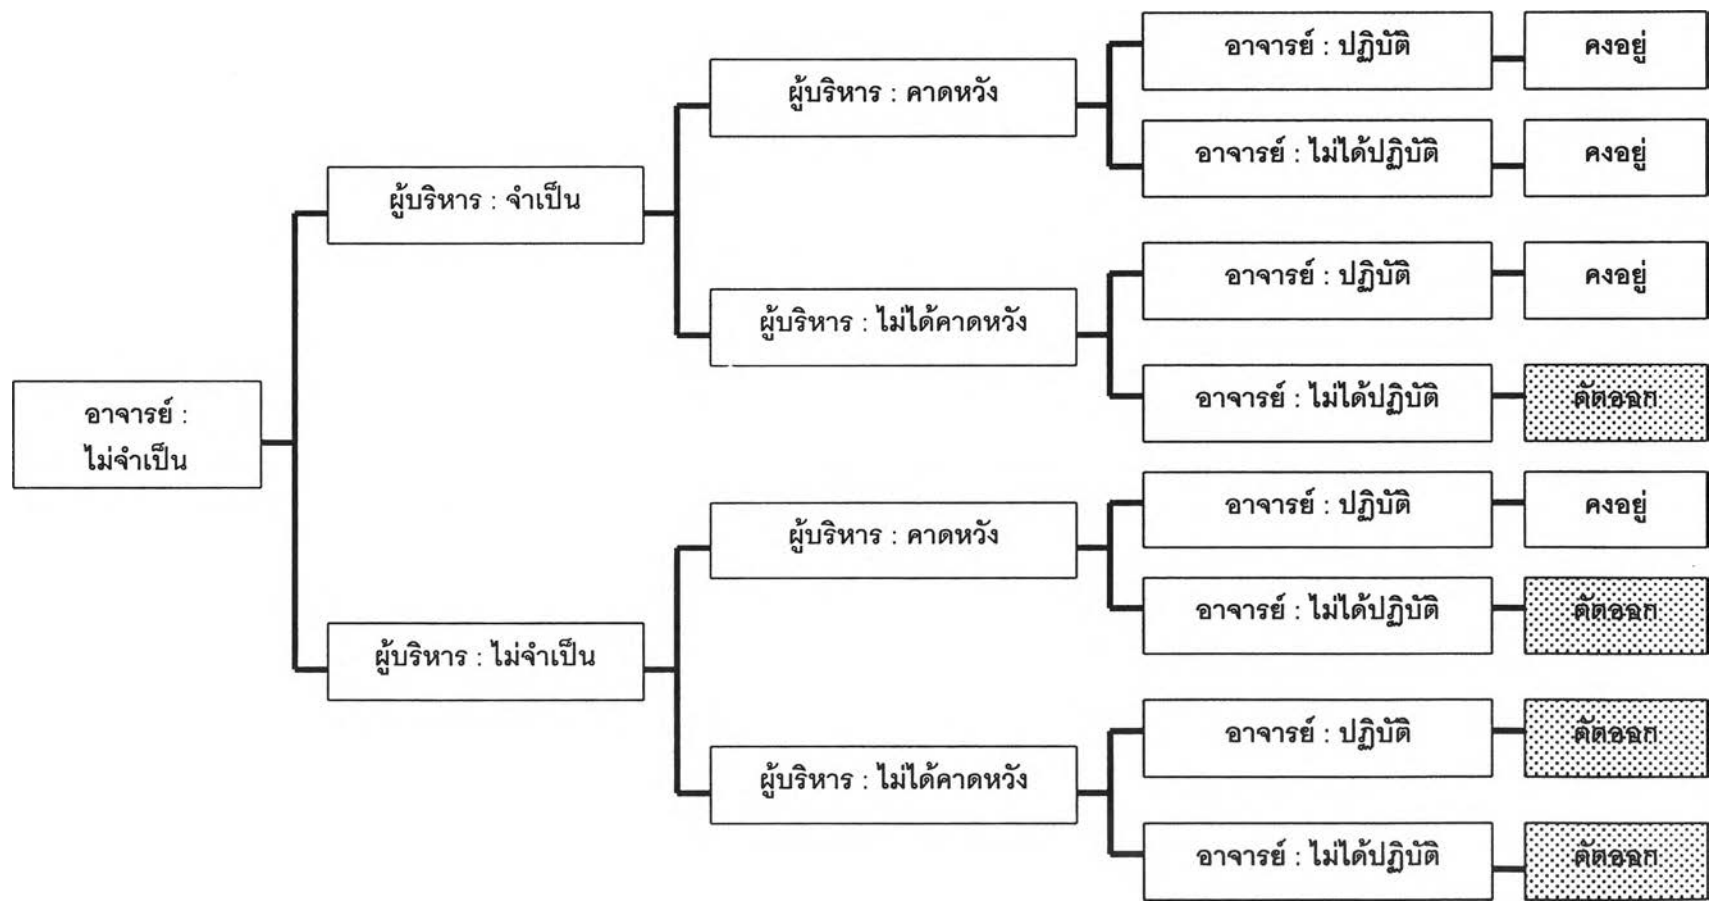 อาจารย์ : ปฏิบัติ
คงอยู่
ผู้บริหาร : คาดหวัง
อาจารย์ : ไม่ได้ปฏิบัติ
คงอยู่
ผู้บริหาร : จำเป็น
อาจารย์ : ปฏิบัติ
คงอยู่
ผู้บริหาร : ไม่ได้คาดหวัง
อาจารย์ : ไม่ได้ปฏิบัติ
ตัดออก
อาจารย์ :
ไม่จำเป็น
อาจารย์ : ปฏิบัติ
คงอยู่
ผู้บริหาร : คาดหวัง
อาจารย์ : ไม่ได้ปฏิบัติ
ตัดออก
ผู้บริหาร : ไม่จำเป็น
อาจารย์ : ปฏิบัติ
ตัดออก
ผู้บริหาร : ไม่ได้คาดหวัง
อาจารย์ : ไม่ได้ปฏิบัติ
ตัดออก